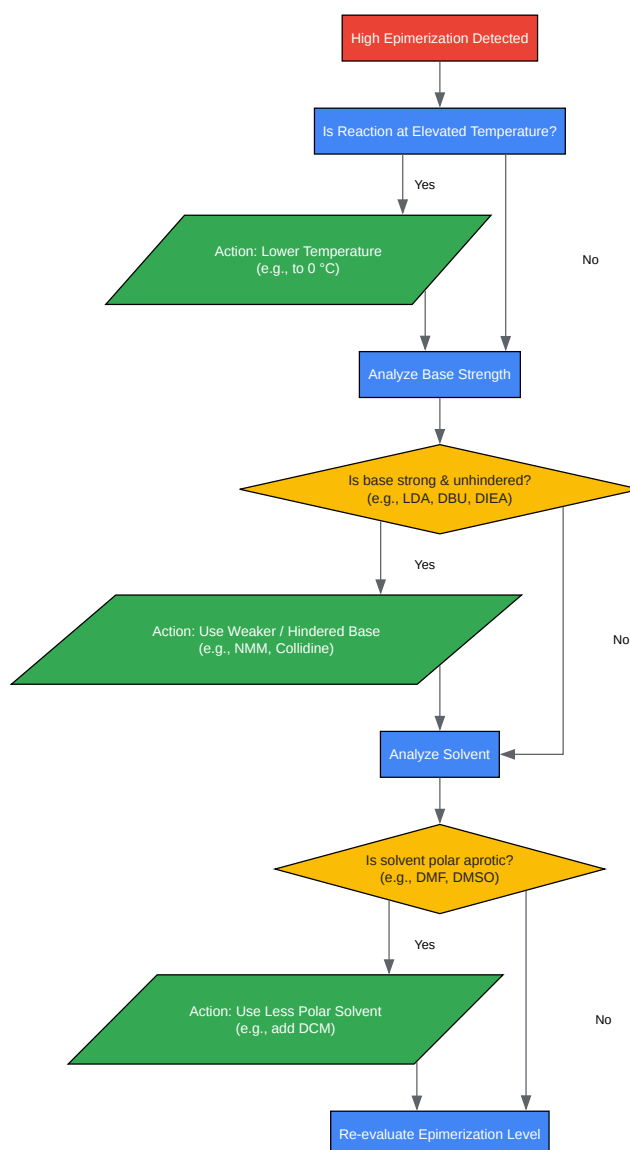 High Epimerization Detected
Is Reaction at Elevated Temperature?
Yes
Action: Lower Temperature
(e.g., to 0 °C)
No
Analyze Base Strength
Is base strong & unhindered?
(e.g., LDA, DBU, DIEA)
Yes
Action: Use Weaker / Hindered Base
(e.g., NMM, Collidine)
No
Analyze Solvent
Is solvent polar aprotic?
(e.g., DMF, DMSO)
Yes
Action: Use Less Polar Solvent
(e.g., add DCM)
No
Re-evaluate Epimerization Level